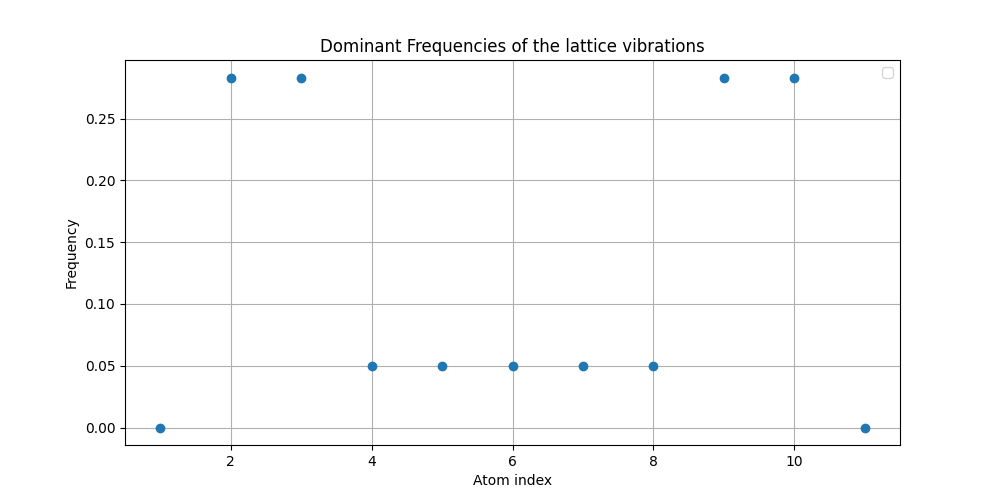 Dominant Frequencies of the lattice vibrations
0.25
0.20
0.15
0.10
0.05
0.00
Frequency
2 4 6 8 10
Atom index